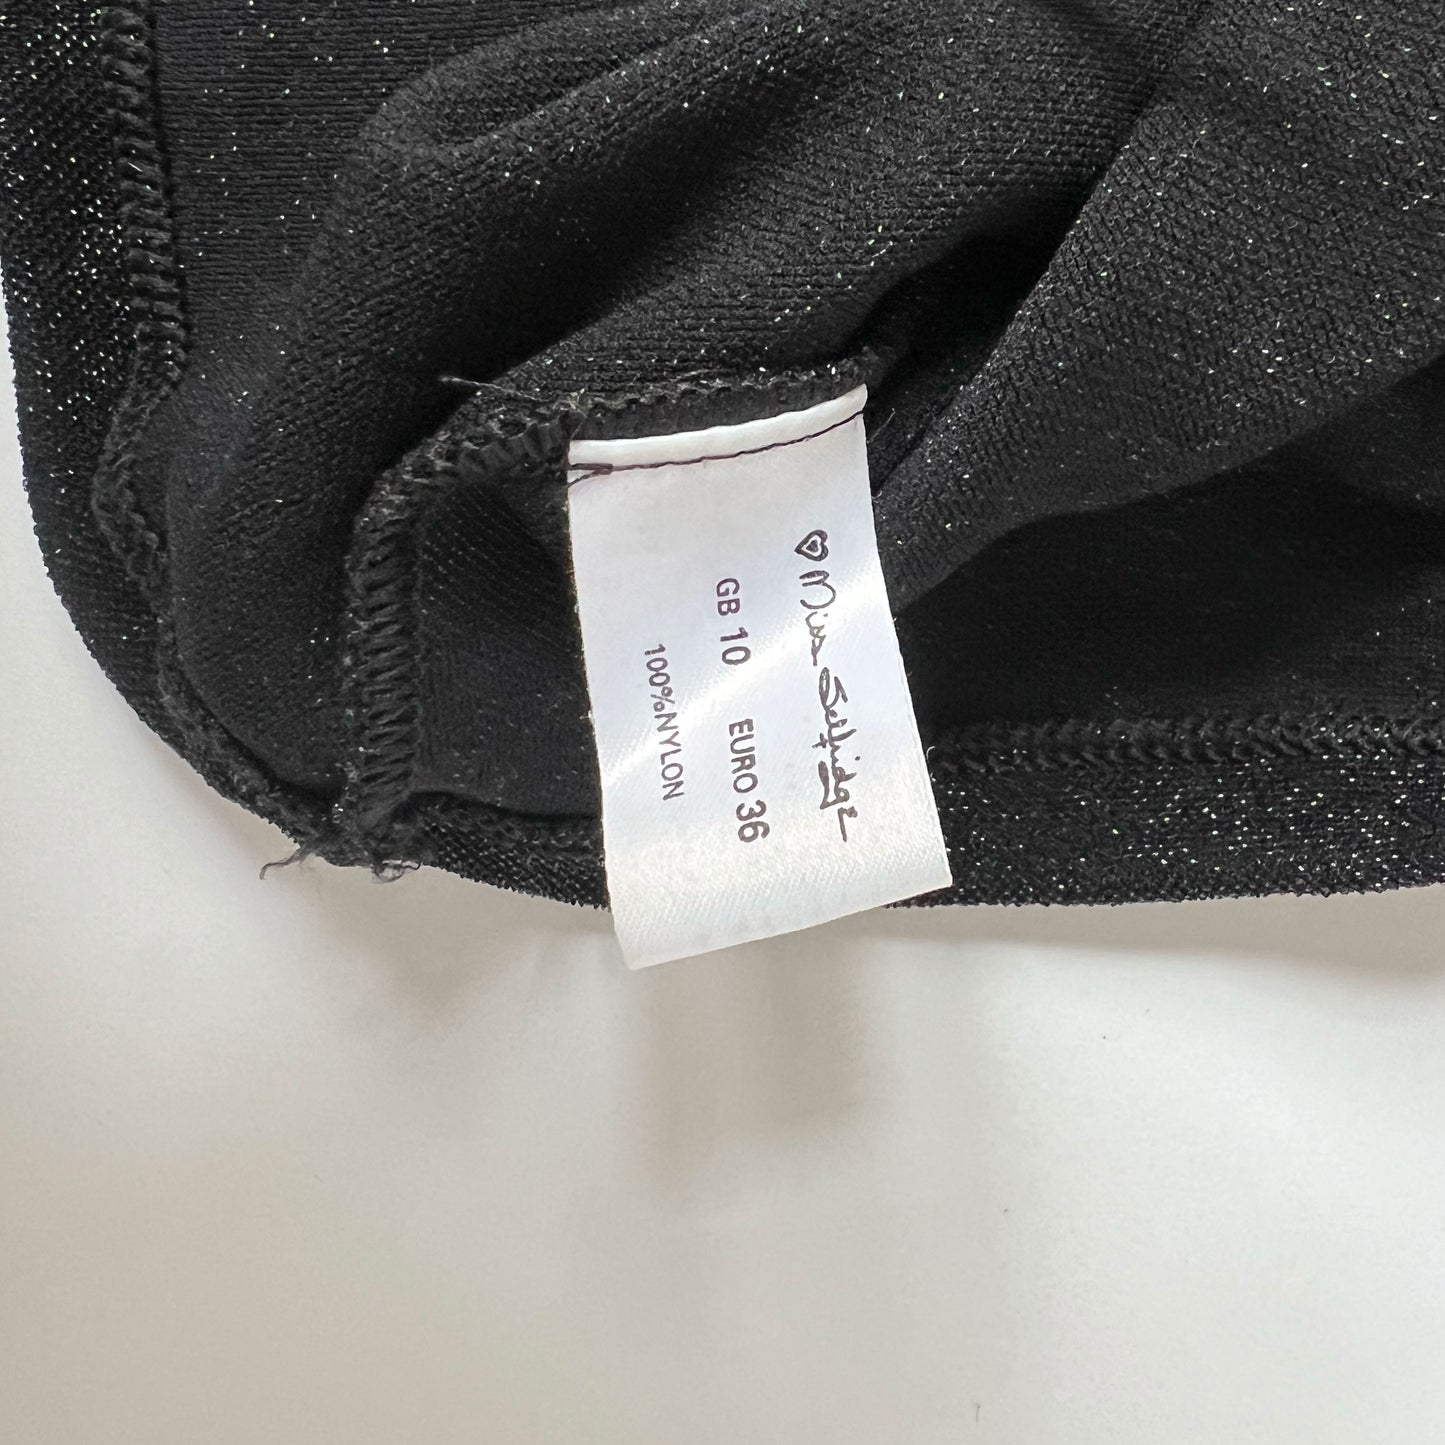 Miss Selfridge
GB 10 EURO 36
100%NYLON